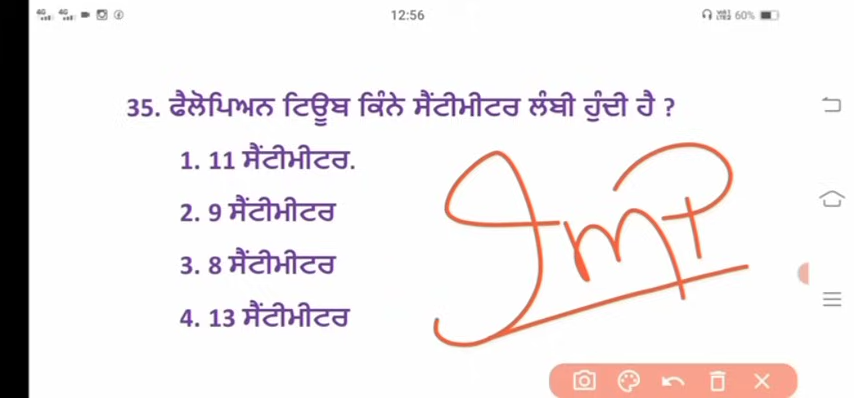 12:56
60%
35. ਫੈਲੋਪਿਅਨ ਟਿਊਬ ਕਿੰਨੇ ਸੈਂਟੀਮੀਟਰ ਲੰਬੀ ਹੁੰਦੀ ਹੈ ?
1. 11 ਸੈਂਟੀਮੀਟਰ.
2. 9 ਸੈਂਟੀਮੀਟਰ
3. 8 ਸੈਂਟੀਮੀਟਰ
4. 13 ਸੈਂਟੀਮੀਟਰ
Imp